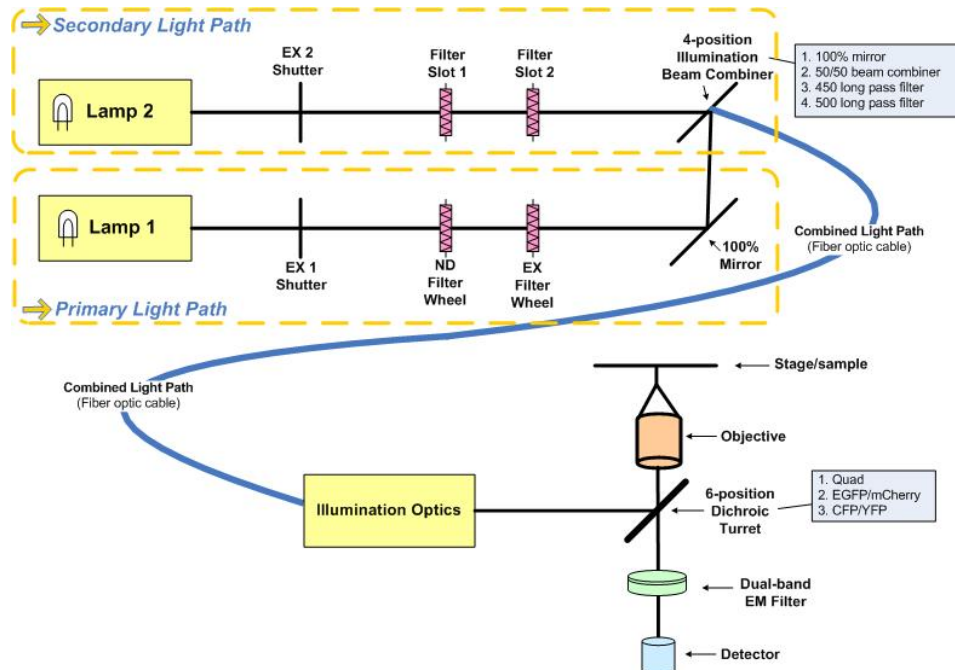 Secondary Light Path
EX 2
Shutter
Filter
Slot 1
Filter
Slot 2
4-position
Illumination
Beam Combiner
1. 100% mirror
2. 50/50 beam combiner
3. 450 long pass filter
4. 500 long pass filter
Lamp 2
Lamp 1
EX 1
Shutter
ND
Filter
Wheel
EX
Filter
Wheel
100%
Mirror
Combined Light Path
(Fiber optic cable)
Primary Light Path
Combined Light Path
(Fiber optic cable)
Stage/sample
Objective
Illumination Optics
6-position
Dichroic
Turret
1. Quad
2. EGFP/mCherry
3. CFP/YFP
Dual-band
EM Filter
Detector